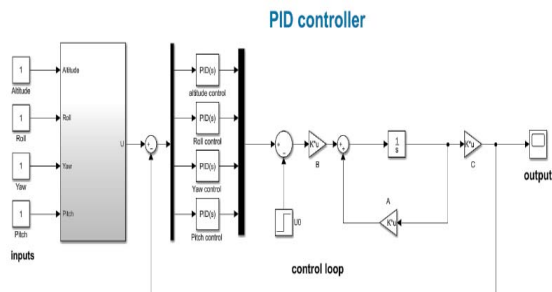 PID controller
1
Altitude
1
Roll
1
Yaw
1
Pitch
inputs
Altitude
Roll
Yaw
Pitch
U
PID(s)
altitude control
PID(s)
Roll control
PID(s)
Yaw control
PID(s)
Pitch control
U0
K*u
B
1
s
K*u
C
A
K*u
output
control loop